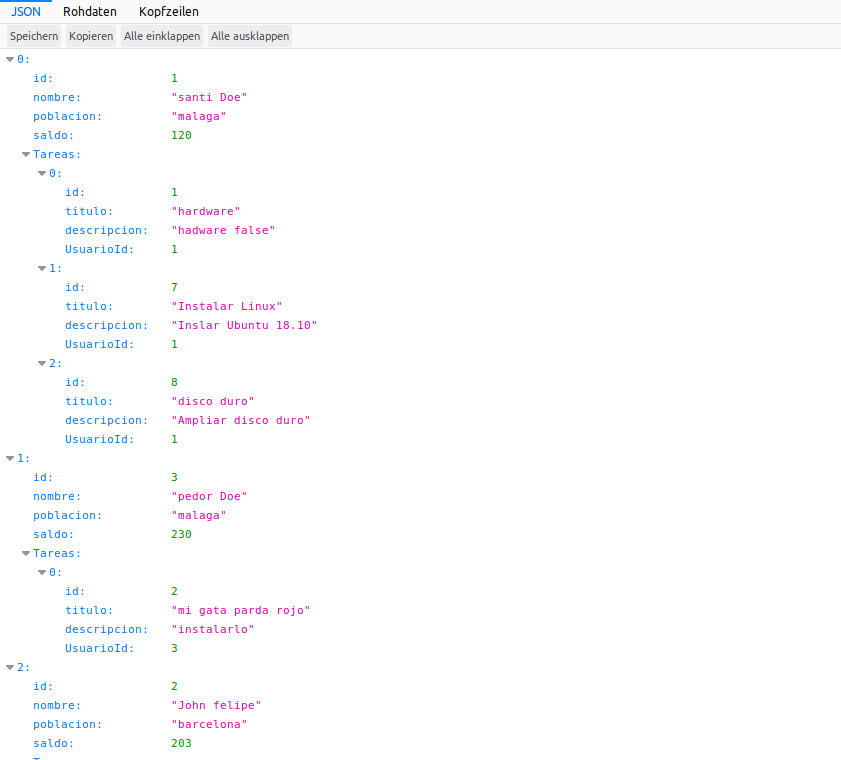 JSON Rohdaten Kopfzeilen
Speichern Kopieren Alle einklappen Alle ausklappen
0:
id: 1
nombre: "santi Doe"
poblacion: "malaga"
saldo: 120
Tareas:
0:
id: 1
titulo: "hardware"
descripcion: "hadware false"
UsuarioId: 1
1:
id: 7
titulo: "Instalar Linux"
descripcion: "Inslar Ubuntu 18.10"
UsuarioId: 1
2:
id: 8
titulo: "disco duro"
descripcion: "Ampliar disco duro"
UsuarioId: 1
1:
id: 3
nombre: "pedor Doe"
poblacion: "malaga"
saldo: 230
Tareas:
0:
id: 2
titulo: "mi gata parda rojo"
descripcion: "instalarlo"
UsuarioId: 3
2:
id: 2
nombre: "John felipe"
poblacion: "barcelona"
saldo: 203